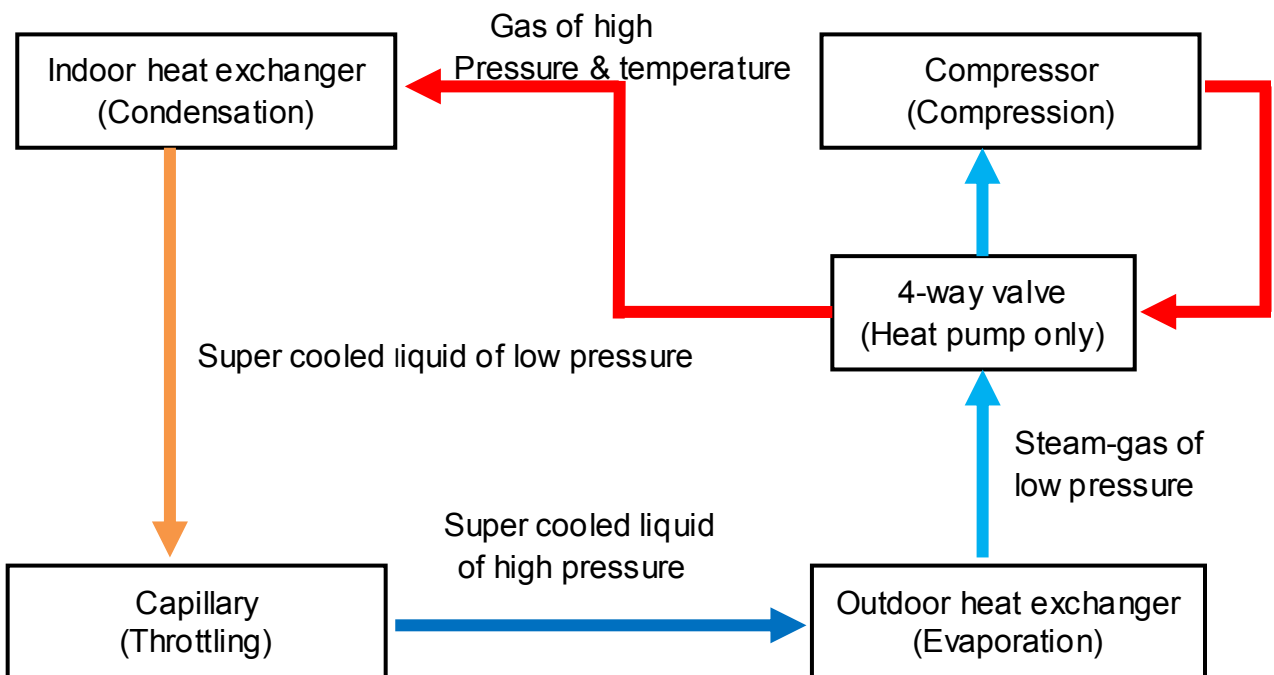 Gas of high
Pressure & temperature
Indoor heat exchanger
(Condensation)
Compressor
(Compression)
4-way valve
(Heat pump only)
Super cooled liquid of low pressure
Steam-gas of
low pressure
Super cooled liquid
of high pressure
Capillary
(Throttling)
Outdoor heat exchanger
(Evaporation)